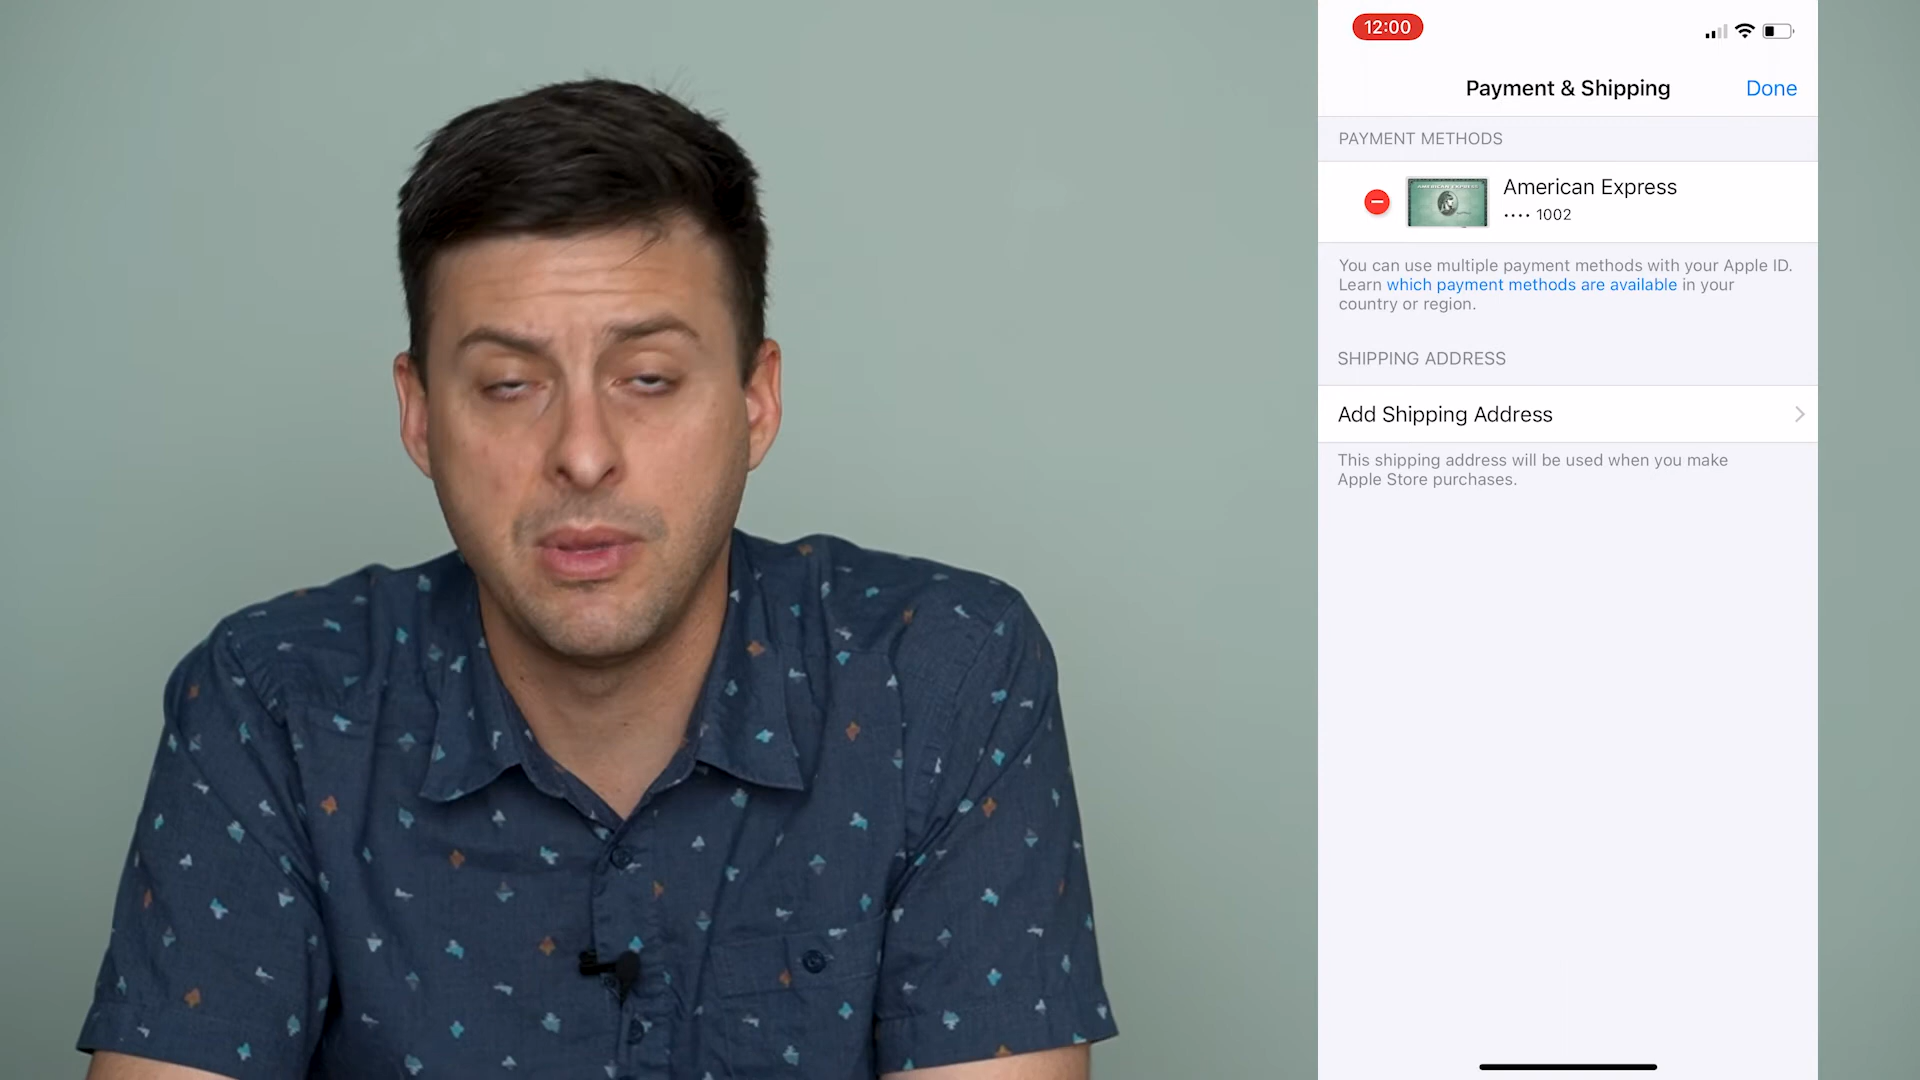 12:00
Payment & Shipping
Done
PAYMENT METHODS
AMERICAN EXPRESS
American Express
•••• 1002
You can use multiple payment methods with your Apple ID.
Learn which payment methods are available in your
country or region.
SHIPPING ADDRESS
Add Shipping Address
This shipping address will be used when you make
Apple Store purchases.